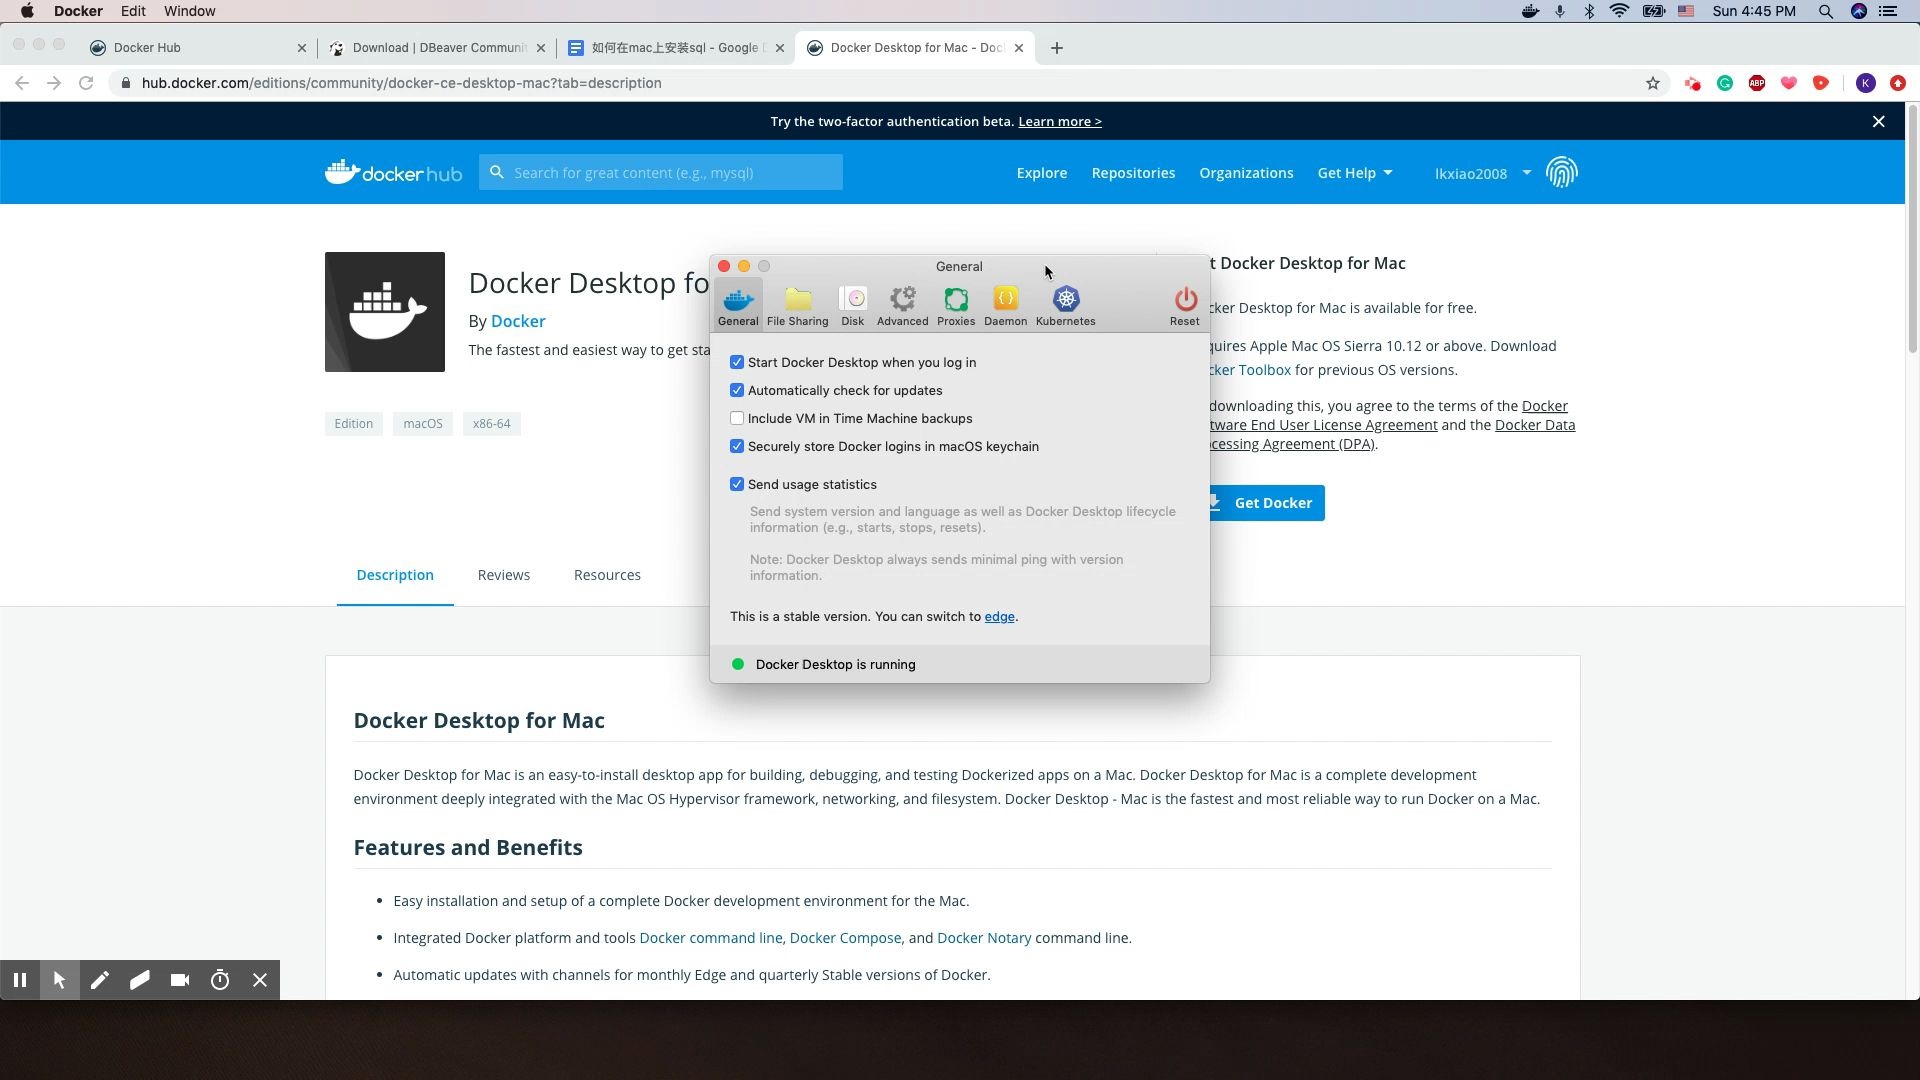 Docker Edit Window Sun 4:45 PM
Docker Hub
Download | DBeaver Communit
如何在mac上安装sql - Google
Docker Desktop for Mac - Doc
hub.docker.com/editions/community/docker-ce-desktop-mac?tab=description
ABP
K
Try the two-factor authentication beta. Learn more >
docker hub
Search for great content (e.g., mysql)
Explore Repositories Organizations Get Help lkxiao2008
Docker Desktop fo
By Docker
The fastest and easiest way to get sta
Edition macOS x86-64
Description Reviews Resources
General
General File Sharing Disk Advanced Proxies Daemon Kubernetes Reset
Start Docker Desktop when you log in
Automatically check for updates
Include VM in Time Machine backups
Securely store Docker logins in macOS keychain
Send usage statistics
Send system version and language as well as Docker Desktop lifecycle
information (e.g., starts, stops, resets).
Note: Docker Desktop always sends minimal ping with version
information.
This is a stable version. You can switch to edge.
Docker Desktop is running
t Docker Desktop for Mac
cker Desktop for Mac is available for free.
quires Apple Mac OS Sierra 10.12 or above. Download
cker Toolbox for previous OS versions.
downloading this, you agree to the terms of the Docker
tware End User License Agreement and the Docker Data
cessing Agreement (DPA).
Get Docker
Docker Desktop for Mac
Docker Desktop for Mac is an easy-to-install desktop app for building, debugging, and testing Dockerized apps on a Mac. Docker Desktop for Mac is a complete development
environment deeply integrated with the Mac OS Hypervisor framework, networking, and filesystem. Docker Desktop - Mac is the fastest and most reliable way to run Docker on a Mac.
Features and Benefits
• Easy installation and setup of a complete Docker development environment for the Mac.
• Integrated Docker platform and tools Docker command line, Docker Compose, and Docker Notary command line.
• Automatic updates with channels for monthly Edge and quarterly Stable versions of Docker.